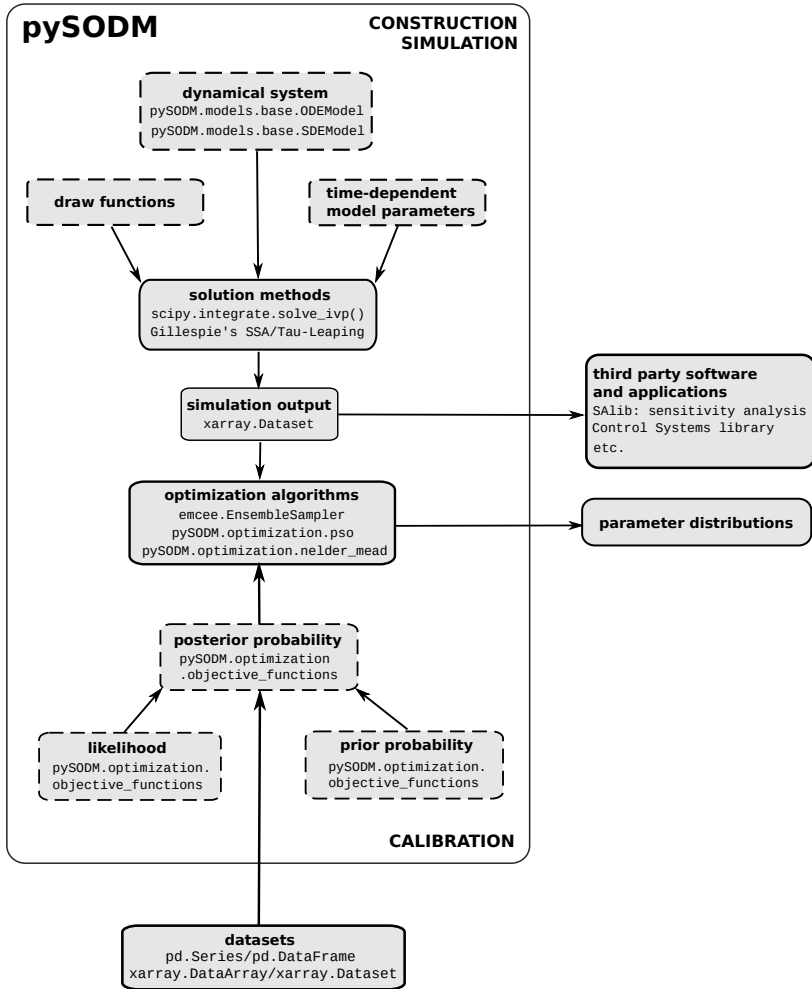 pySODM
CONSTRUCTION
SIMULATION
dynamical system
pySODM.models.base.ODEModel
pySODM.models.base.SDEModel
draw functions
time-dependent
model parameters
solution methods
scipy.integrate.solve_ivp()
Gillespie's SSA/Tau-Leaping
simulation output
xarray.Dataset
third party software
and applications
SAlib: sensitivity analysis
Control Systems library
etc.
optimization algorithms
emcee.EnsembleSampler
pySODM.optimization.pso
pySODM.optimization.nelder_mead
parameter distributions
posterior probability
pySODM.optimization
.objective_functions
likelihood
pySODM.optimization.
objective_functions
prior probability
pySODM.optimization.
objective_functions
CALIBRATION
datasets
pd.Series/pd.DataFrame
xarray.DataArray/xarray.Dataset